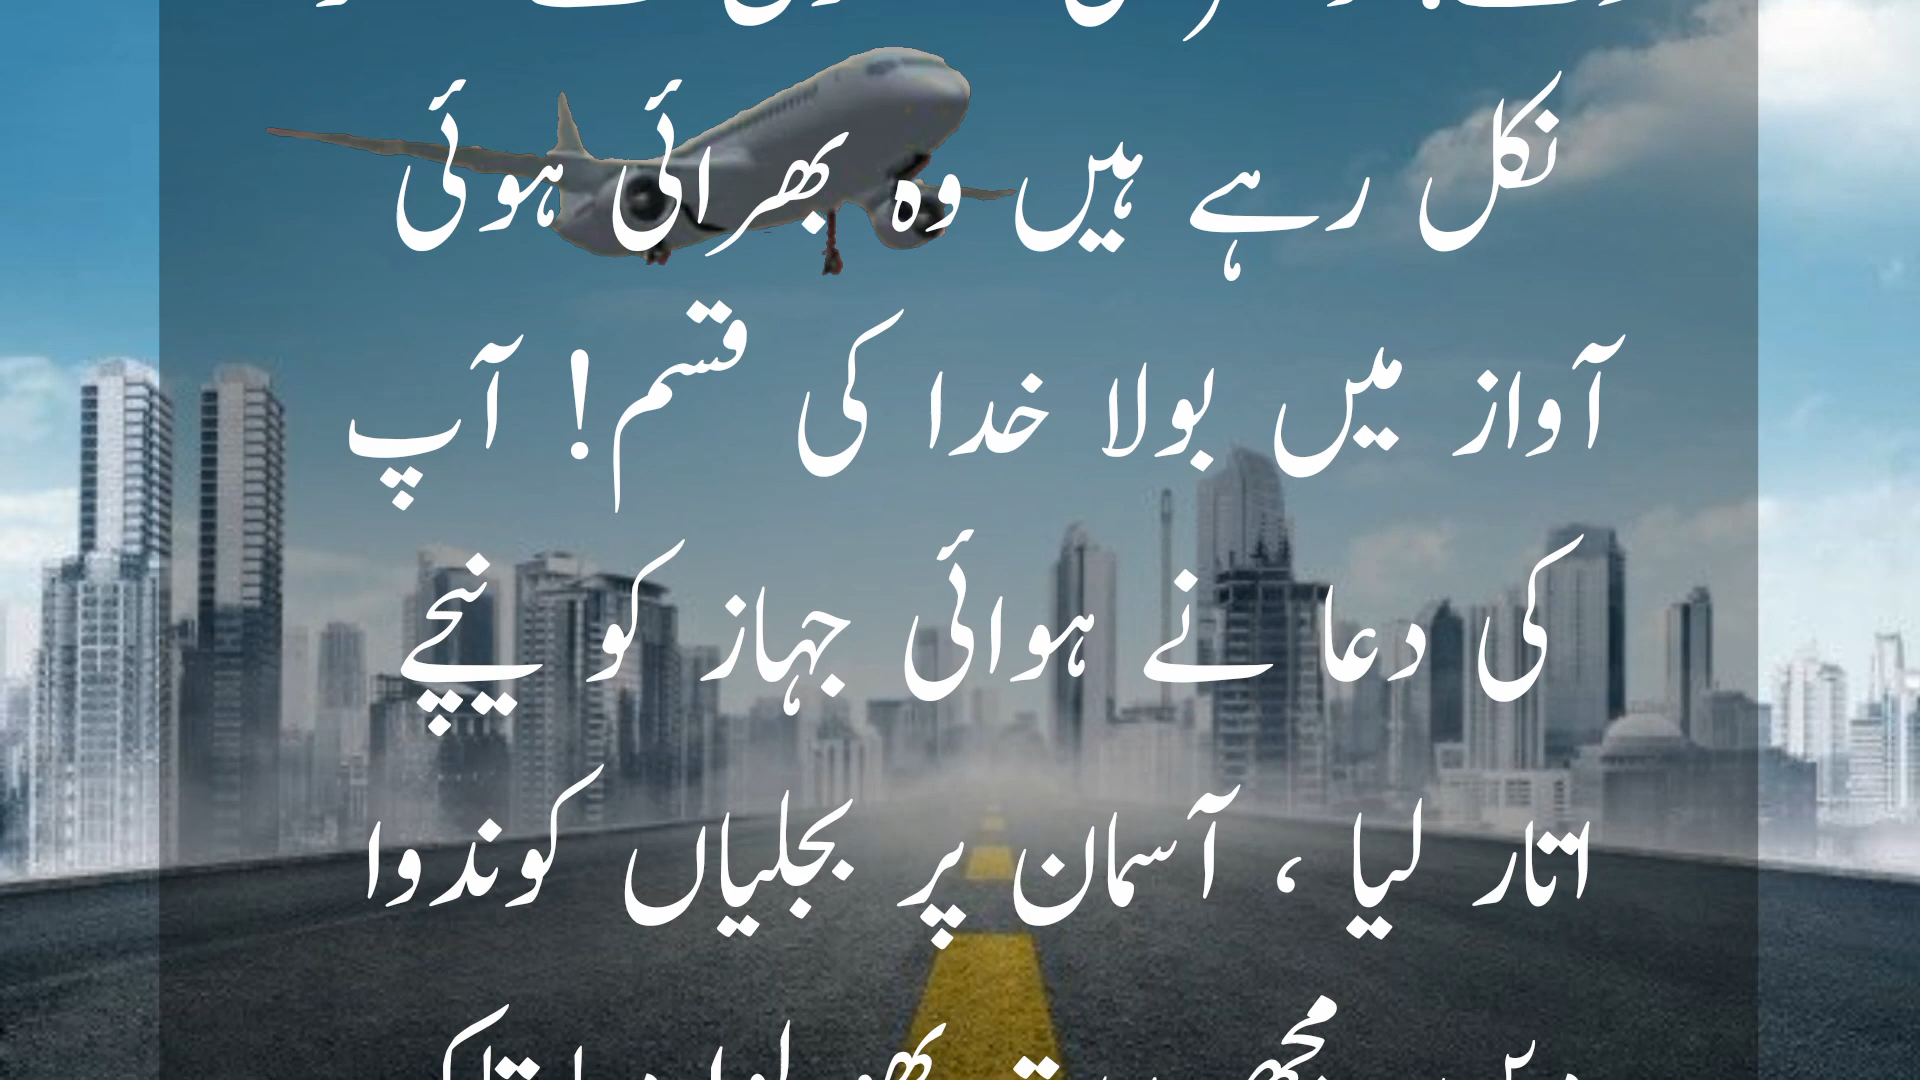 نکل رہے ہیں وہ بھرائی ہوئی
آواز میں بولا خدا کی قسم! آپ
کی دعا نے ہوائی جہاز کو نیچے
اتار لیا ، آسمان پر بجلیاں کوندوا